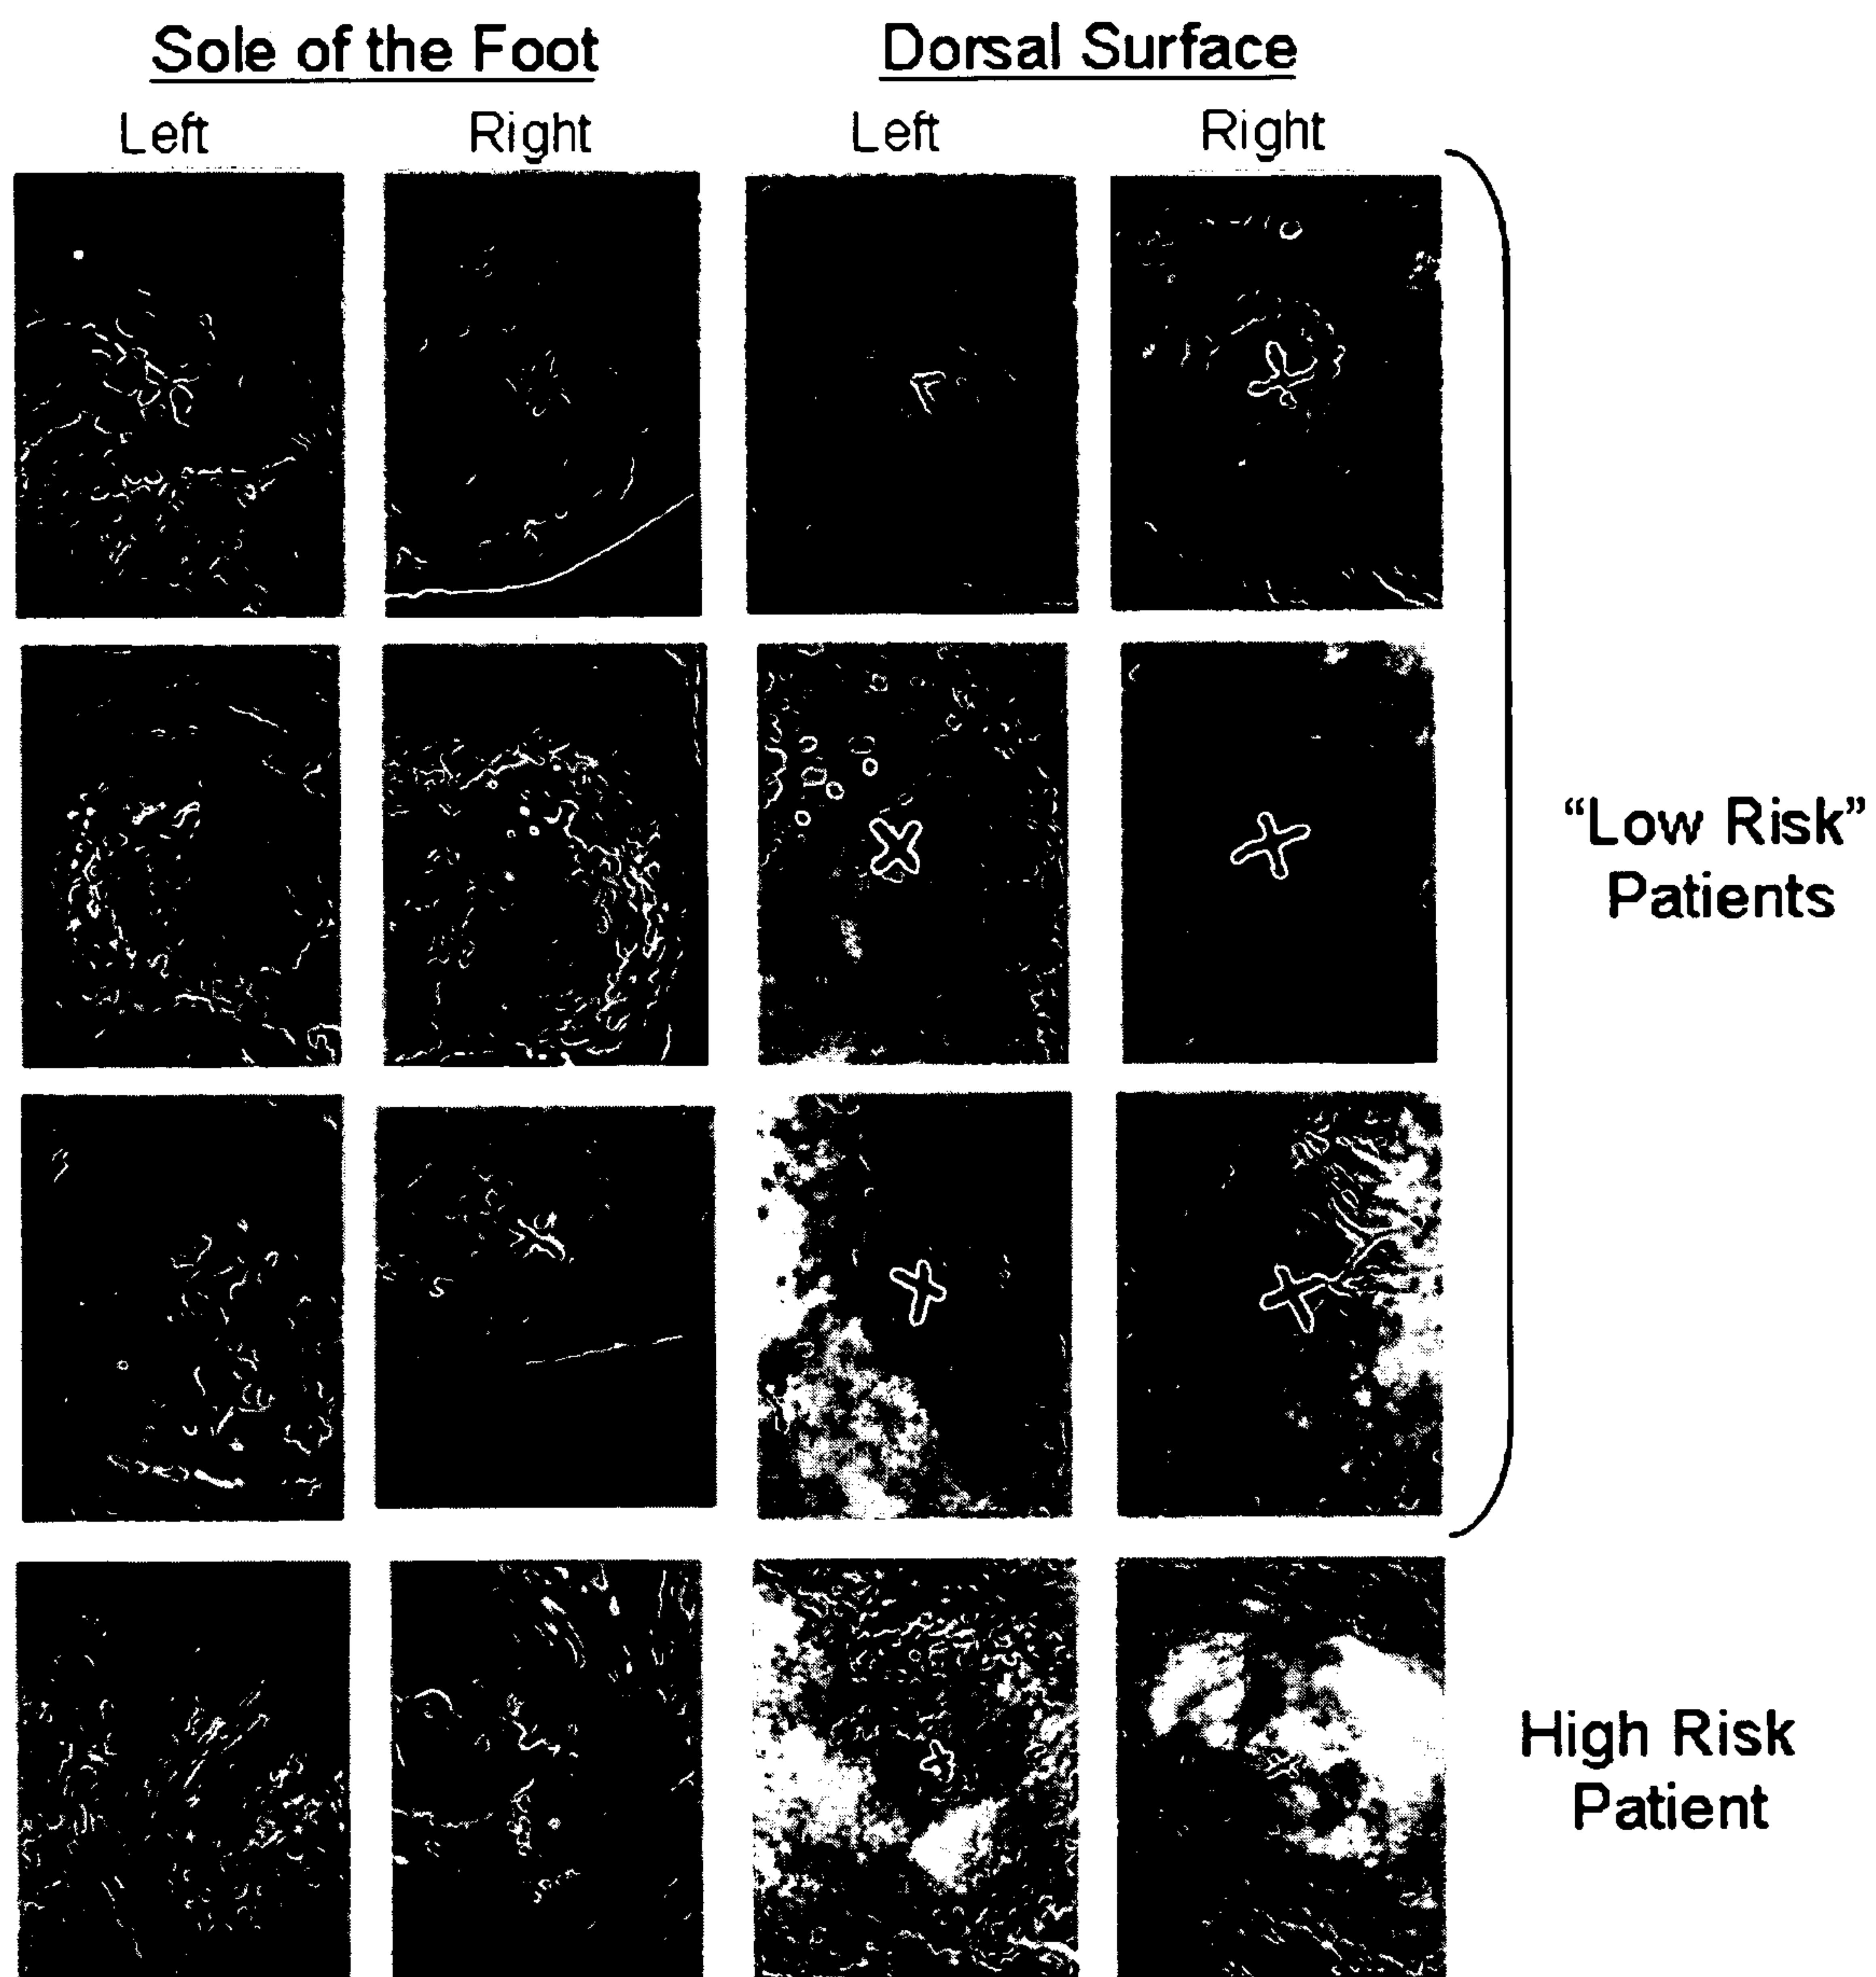 Sole of the Foot
Dorsal Surface
Left
Right
Left
Right
“Low Risk”
Patients
High Risk
Patient